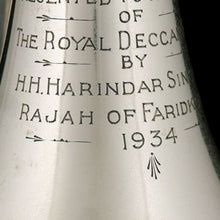 OF
THE ROYAL DECCA
BY
H.H. HARINDAR SIN
RAJAH OF FARIDK
1934